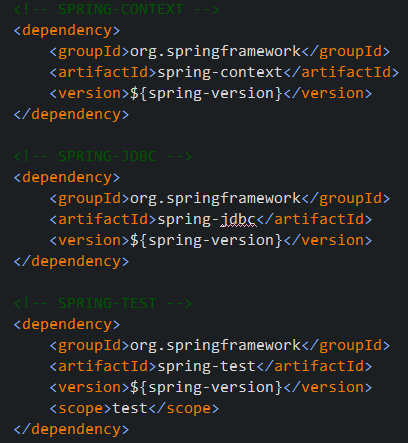 <!-- SPRING-CONTEXT -->
<dependency>
    <groupId>org.springframework</groupId>
    <artifactId>spring-context</artifactId>
    <version>${spring-version}</version>
</dependency>

<!-- SPRING-JDBC -->
<dependency>
    <groupId>org.springframework</groupId>
    <artifactId>spring-jdbc</artifactId>
    <version>${spring-version}</version>
</dependency>

<!-- SPRING-TEST -->
<dependency>
    <groupId>org.springframework</groupId>
    <artifactId>spring-test</artifactId>
    <version>${spring-version}</version>
    <scope>test</scope>
</dependency>